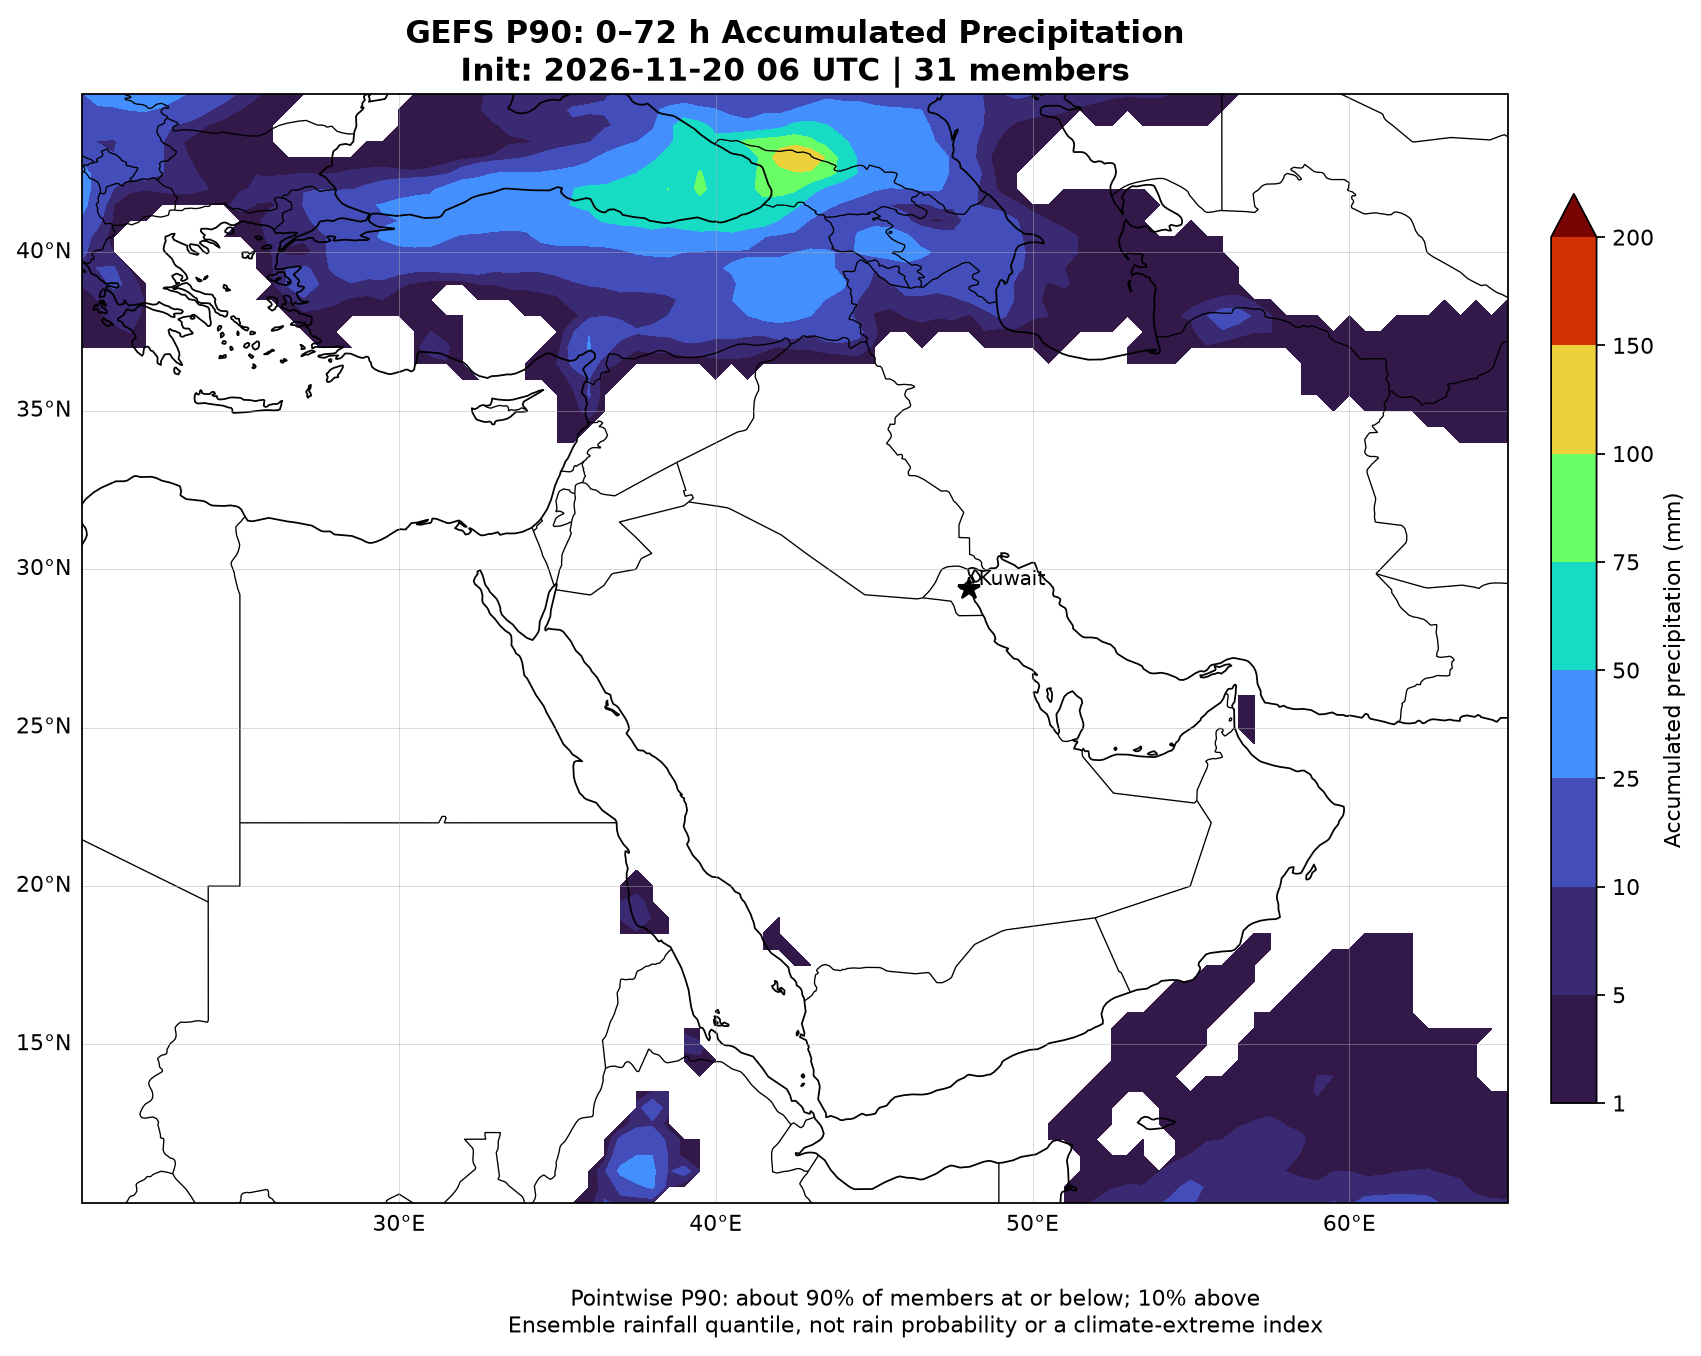 GEFS P90: 0–72 h Accumulated Precipitation
Init: 2026-11-20 06 UTC | 31 members
40°N
35°N
30°N
25°N
20°N
15°N
Kuwait
30°E
40°E
50°E
60°E
200
150
100
75
50
25
10
5
1
Accumulated precipitation (mm)
Pointwise P90: about 90% of members at or below; 10% above
Ensemble rainfall quantile, not rain probability or a climate-extreme index